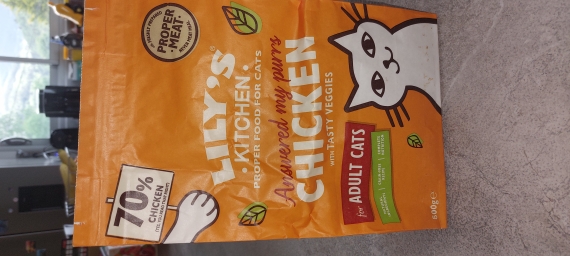 PROPER
MEAT
LILY'S
KITCHEN
PROPER FOOD FOR CATS
Answered my purrs
CHICKEN
WITH TASTY VEGGIES
70%
CHICKEN
for ADULT CATS
800g e